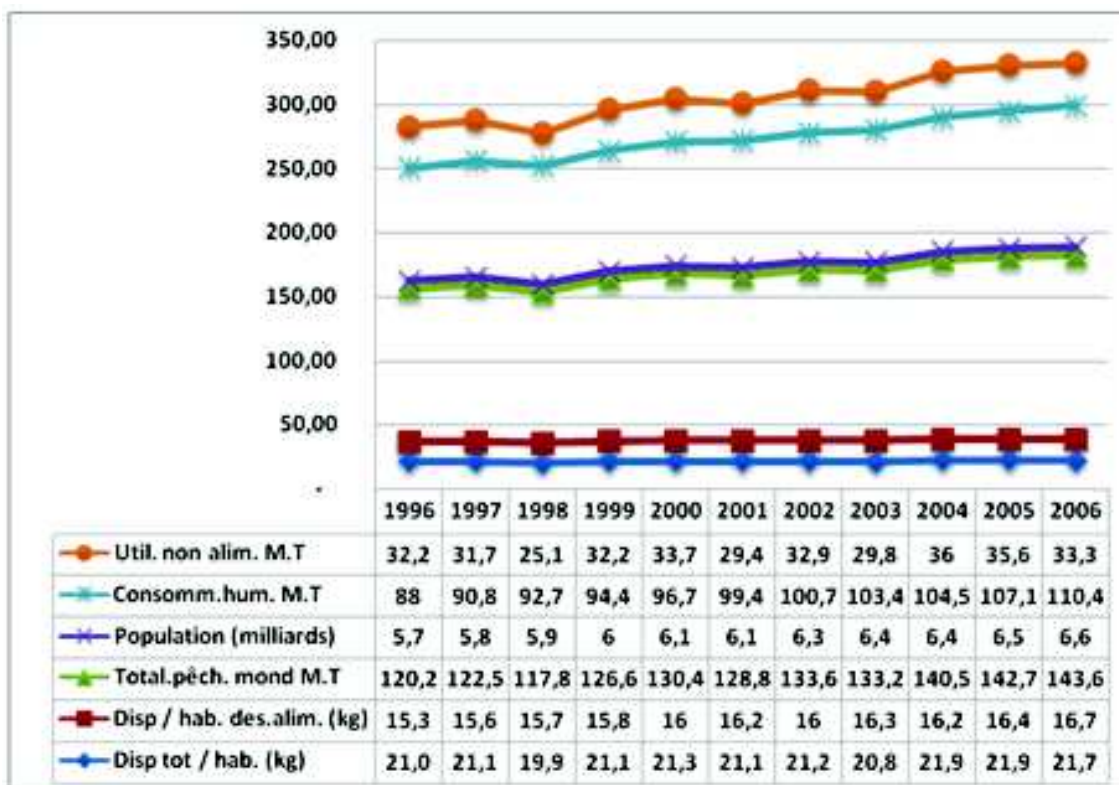 350,00
300,00
250,00
200,00
150,00
100,00
50,00
-
1996 1997 1998 1999 2000 2001 2002 2003 2004 2005 2006
Util. non alim. M.T 32,2 31,7 25,1 32,2 33,7 29,4 32,9 29,8 36 35,6 33,3
Consomm.hum. M.T 88 90,8 92,7 94,4 96,7 99,4 100,7 103,4 104,5 107,1 110,4
Population (milliards) 5,7 5,8 5,9 6 6,1 6,1 6,3 6,4 6,4 6,5 6,6
Total.pêch. mond M.T 120,2 122,5 117,8 126,6 130,4 128,8 133,6 133,2 140,5 142,7 143,6
Disp / hab. des.alim. (kg) 15,3 15,6 15,7 15,8 16 16,2 16 16,3 16,2 16,4 16,7
Disp tot / hab. (kg) 21,0 21,1 19,9 21,1 21,3 21,1 21,2 20,8 21,9 21,9 21,7